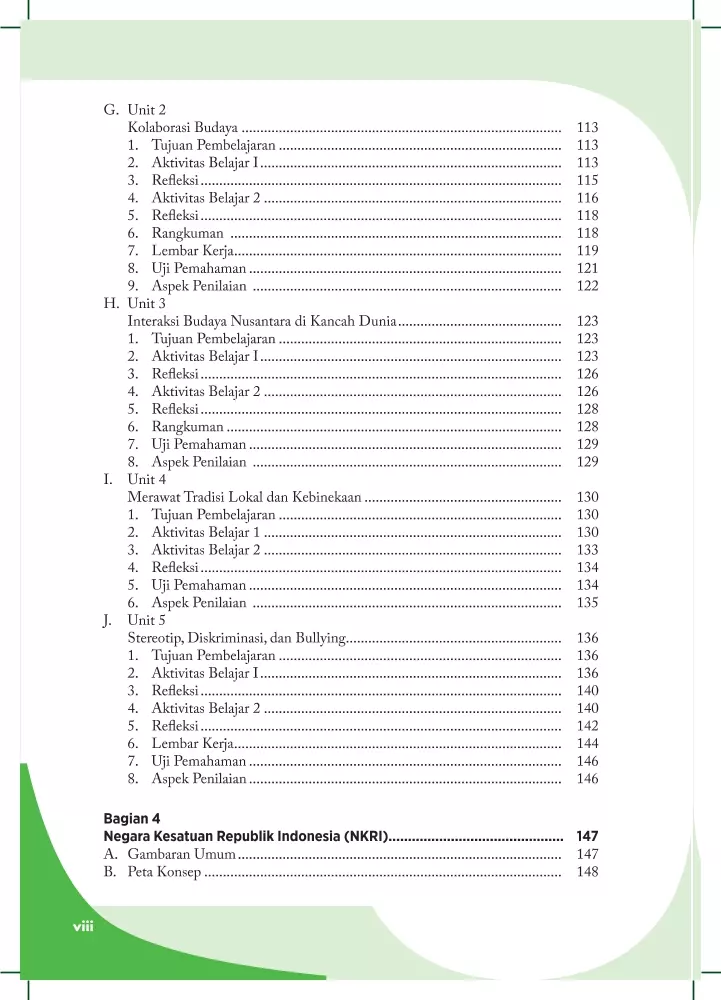 G. Unit 2
Kolaborasi Budaya ...................................................................................... 113
1. Tujuan Pembelajaran ............................................................................ 113
2. Aktivitas Belajar I ................................................................................. 113
3. Refleksi ................................................................................................. 115
4. Aktivitas Belajar 2 ................................................................................ 116
5. Refleksi ................................................................................................. 118
6. Rangkuman ......................................................................................... 118
7. Lembar Kerja........................................................................................ 119
8. Uji Pemahaman .................................................................................... 121
9. Aspek Penilaian ................................................................................... 122
H. Unit 3
Interaksi Budaya Nusantara di Kancah Dunia ............................................ 123
1. Tujuan Pembelajaran ............................................................................ 123
2. Aktivitas Belajar I ................................................................................. 123
3. Refleksi ................................................................................................. 126
4. Aktivitas Belajar 2 ................................................................................ 126
5. Refleksi ................................................................................................. 128
6. Rangkuman .......................................................................................... 128
7. Uji Pemahaman .................................................................................... 129
8. Aspek Penilaian ................................................................................... 129
I. Unit 4
Merawat Tradisi Lokal dan Kebinekaan ..................................................... 130
1. Tujuan Pembelajaran ............................................................................ 130
2. Aktivitas Belajar 1 ................................................................................ 130
3. Aktivitas Belajar 2 ................................................................................ 133
4. Refleksi ................................................................................................. 134
5. Uji Pemahaman .................................................................................... 134
6. Aspek Penilaian ................................................................................... 135
J. Unit 5
Stereotip, Diskriminasi, dan Bullying.......................................................... 136
1. Tujuan Pembelajaran ............................................................................ 136
2. Aktivitas Belajar I ................................................................................. 136
3. Refleksi ................................................................................................. 140
4. Aktivitas Belajar 2 ................................................................................ 140
5. Refleksi ................................................................................................. 142
6. Lembar Kerja........................................................................................ 144
7. Uji Pemahaman .................................................................................... 146
8. Aspek Penilaian .................................................................................... 146
Bagian 4
Negara Kesatuan Republik Indonesia (NKRI)............................................. 147
A. Gambaran Umum ....................................................................................... 147
B. Peta Konsep ................................................................................................ 148
viii